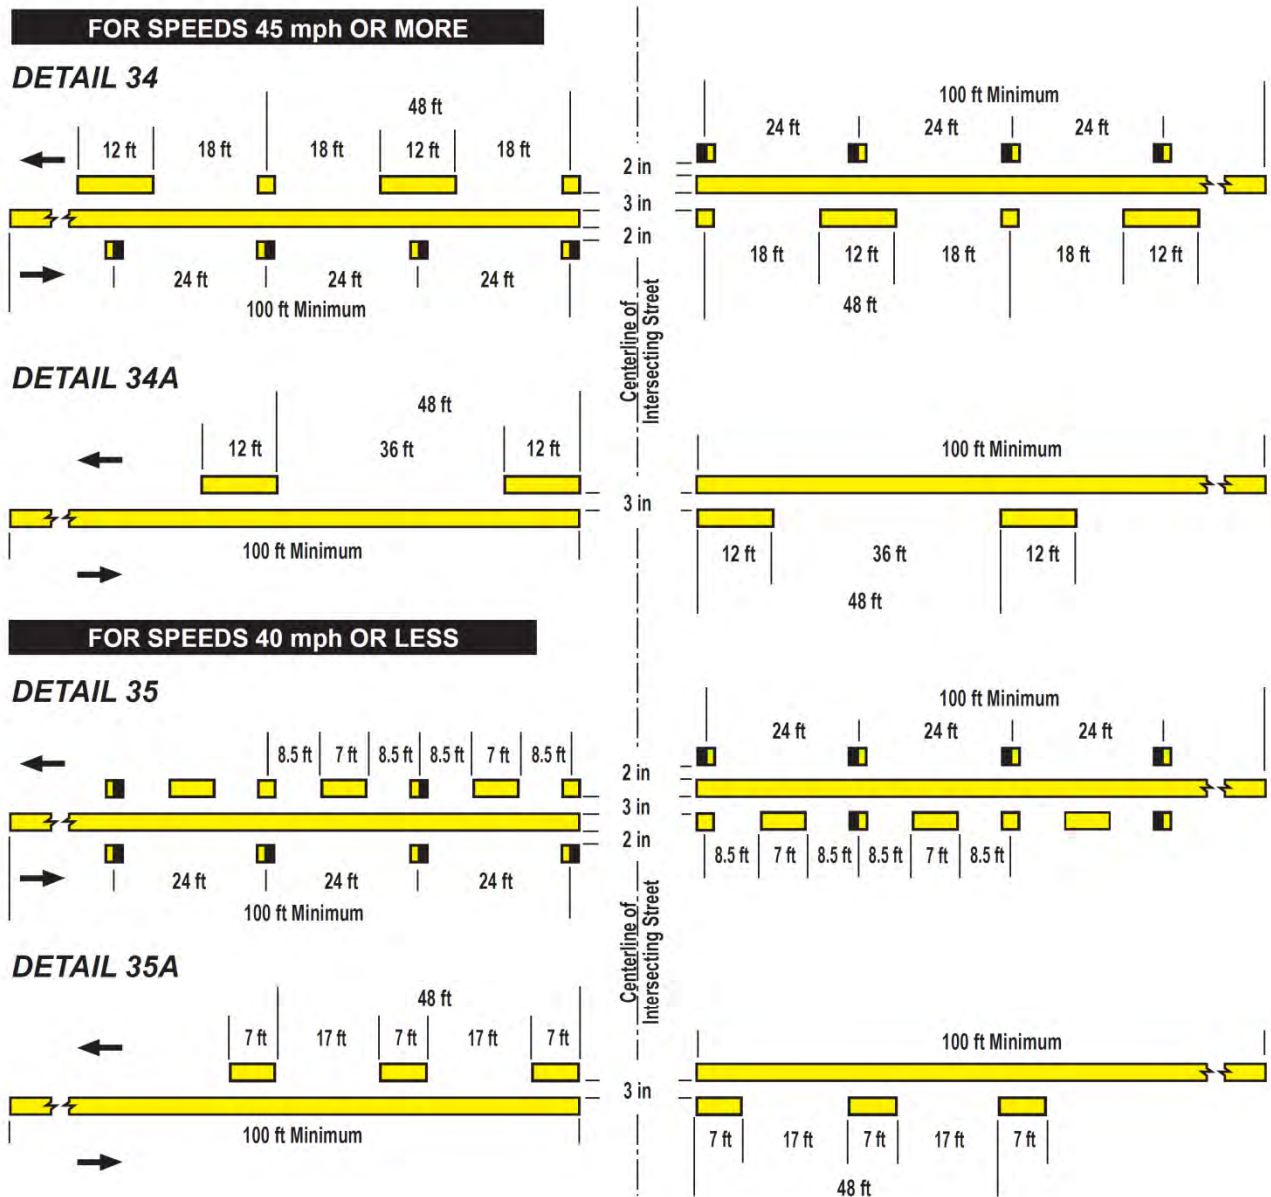 FOR SPEEDS 45 mph OR MORE
DETAIL 34
48 ft
12 ft 18 ft 18 ft 12 ft 18 ft
24 ft 24 ft 24 ft
100 ft Minimum
2 in
3 in
2 in
Centerline of
Intersecting Street
100 ft Minimum
24 ft 24 ft 24 ft
18 ft 12 ft 18 ft 18 ft 12 ft
48 ft
DETAIL 34A
48 ft
12 ft 36 ft 12 ft
100 ft Minimum
3 in
100 ft Minimum
12 ft 36 ft 12 ft
48 ft
FOR SPEEDS 40 mph OR LESS
DETAIL 35
8.5 ft 7 ft 8.5 ft 8.5 ft 7 ft 8.5 ft
24 ft 24 ft 24 ft
100 ft Minimum
2 in
3 in
2 in
Centerline of
Intersecting Street
100 ft Minimum
24 ft 24 ft 24 ft
8.5 ft 7 ft 8.5 ft 8.5 ft 7 ft 8.5 ft
DETAIL 35A
48 ft
7 ft 17 ft 7 ft 17 ft 7 ft
100 ft Minimum
3 in
100 ft Minimum
7 ft 17 ft 7 ft 17 ft 7 ft
48 ft